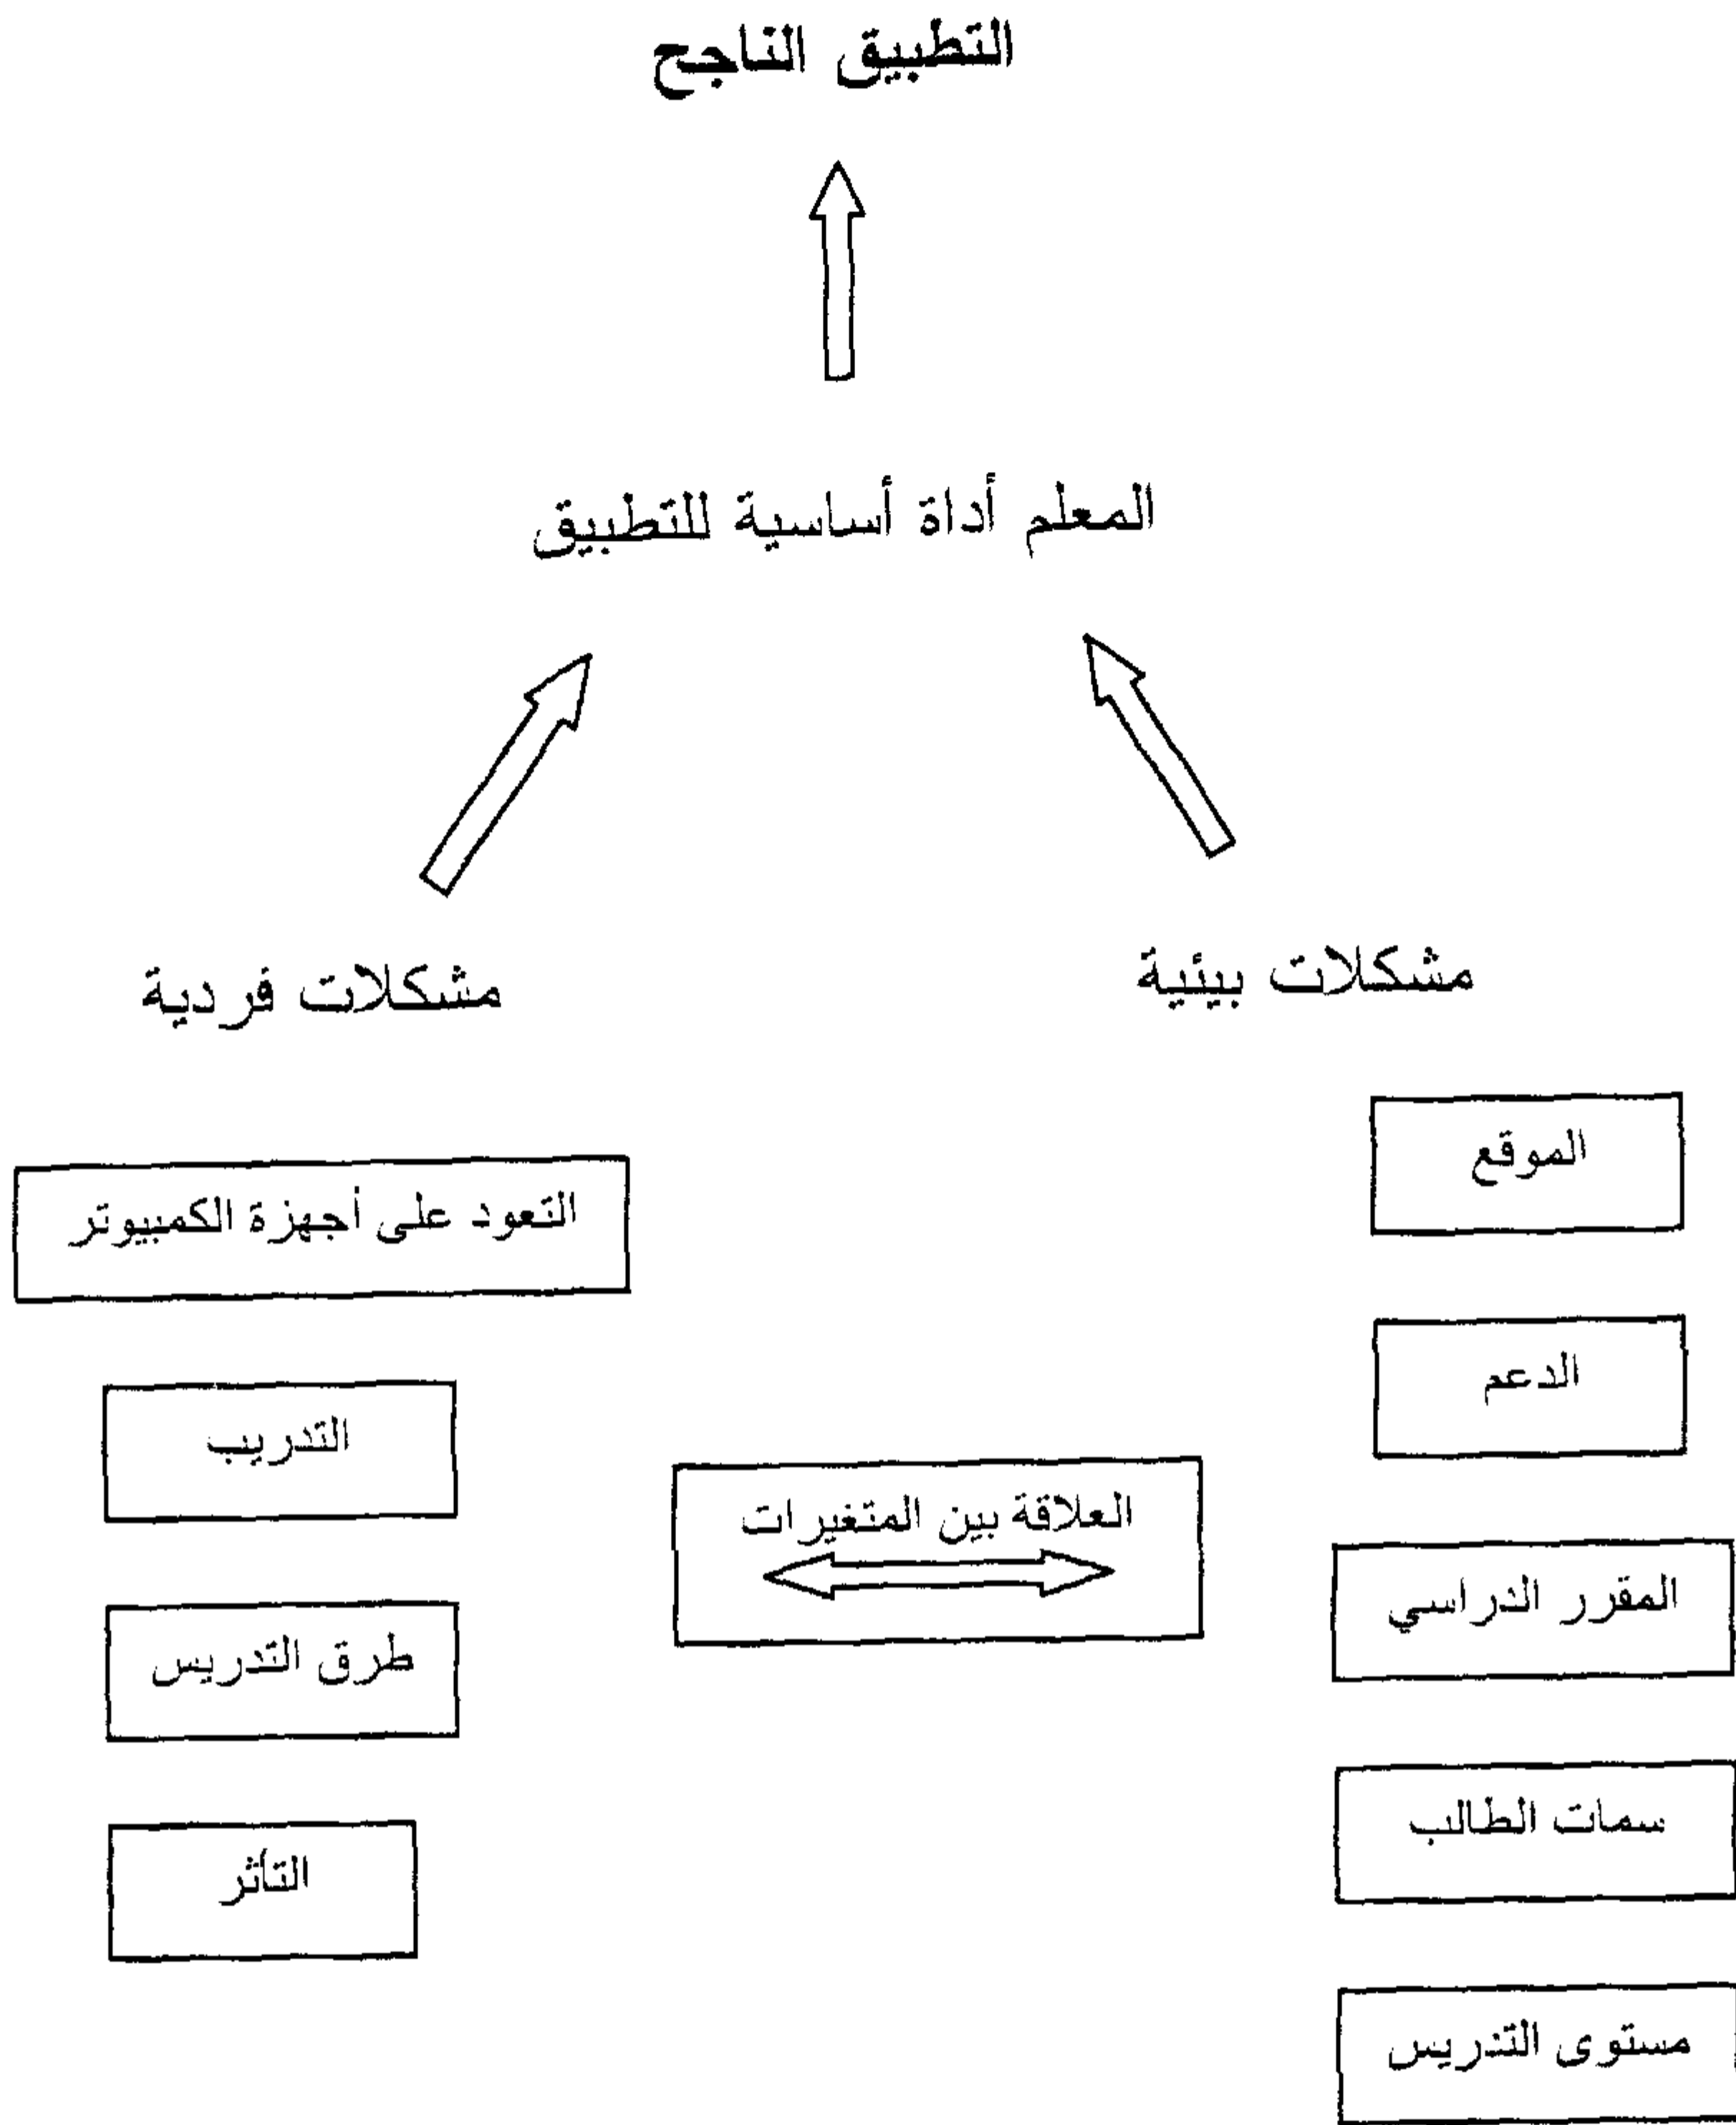 التطبيق الناجح
المعلم أداة أساسية للتطبيق
مشكلات بيئية
مشكلات فردية
الموقع
التعود على أجهزة الكمبيوتر
الدعم
التدريب
العلاقة بين المتغيرات
المقرر الدراسي
طرق التدريس
سمات الطالب
التأثر
مستوى التدريس